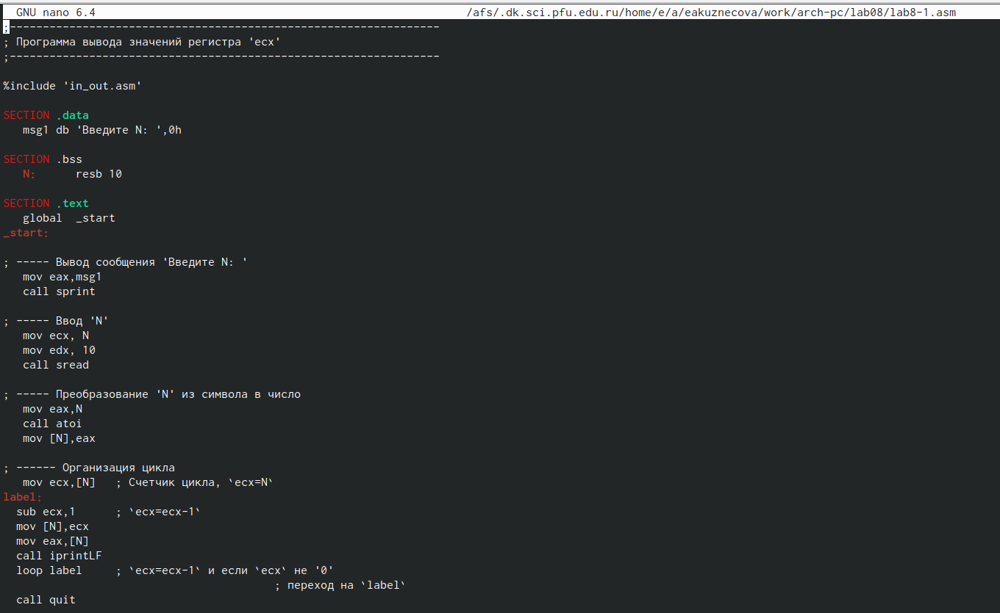 GNU nano 6.4 /afs/.dk.sci.pfu.edu.ru/home/e/a/eakuznecova/work/arch-pc/lab08/lab8-1.asm
;-----------------------------------------------------------------
; Программа вывода значений регистра 'ecx'
;-----------------------------------------------------------------
%include 'in_out.asm'
SECTION .data
msg1 db 'Введите N: ',0h
SECTION .bss
N: resb 10
SECTION .text
global _start
_start:
; ----- Вывод сообщения 'Введите N: '
mov eax,msg1
call sprint
; ----- Ввод 'N'
mov ecx, N
mov edx, 10
call sread
; ----- Преобразование 'N' из символа в число
mov eax,N
call atoi
mov [N],eax
; ------ Организация цикла
mov ecx,[N] ; Счетчик цикла, `ecx=N`
label:
sub ecx,1 ; `ecx=ecx-1`
mov [N],ecx
mov eax,[N]
call iprintLF
loop label ; `ecx=ecx-1` и если `ecx` не '0'
; переход на `label`
call quit